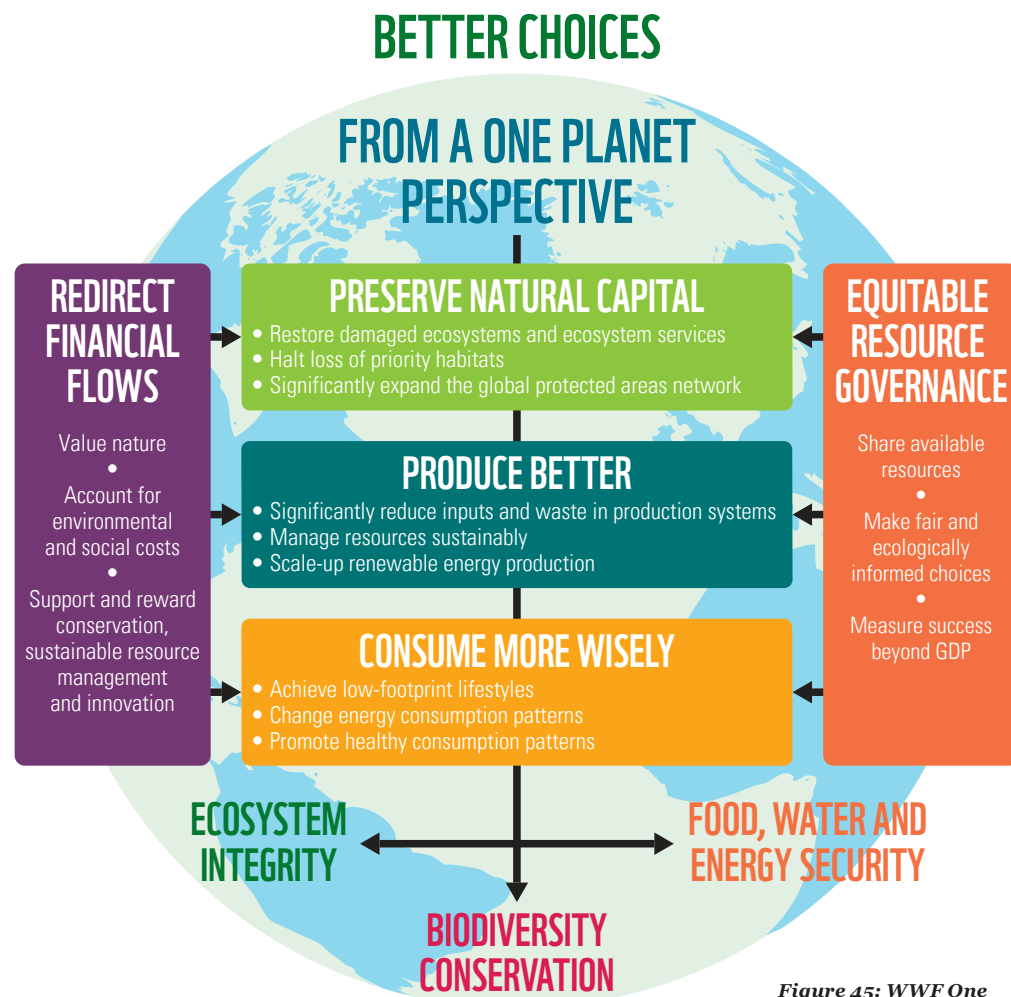 BETTER CHOICES
FROM A ONE PLANET
PERSPECTIVE
REDIRECT
FINANCIAL
FLOWS
Value nature
•
Account for
environmental
and social costs
•
Support and reward
conservation,
sustainable resource
management
and innovation
PRESERVE NATURAL CAPITAL
• Restore damaged ecosystems and ecosystem services
• Halt loss of priority habitats
• Significantly expand the global protected areas network
PRODUCE BETTER
• Significantly reduce inputs and waste in production systems
• Manage resources sustainably
• Scale-up renewable energy production
CONSUME MORE WISELY
• Achieve low-footprint lifestyles
• Change energy consumption patterns
• Promote healthy consumption patterns
EQUITABLE
RESOURCE
GOVERNANCE
Share available
resources
•
Make fair and
ecologically
informed choices
•
Measure success
beyond GDP
ECOSYSTEM
INTEGRITY
FOOD, WATER AND
ENERGY SECURITY
BIODIVERSITY
CONSERVATION
Figure 45: WWF One